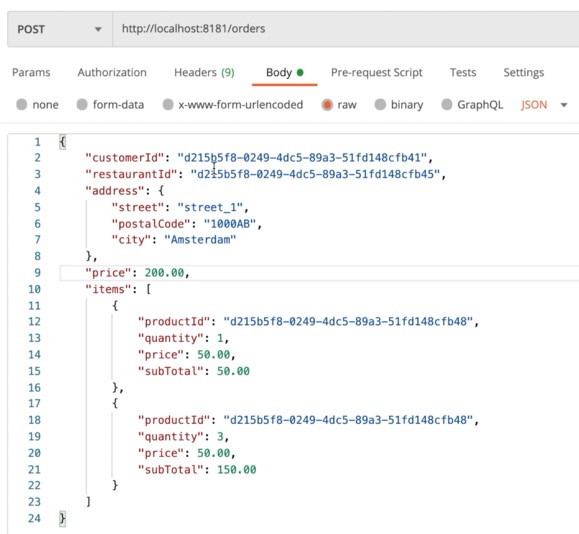 POST http://localhost:8181/orders
Params Authorization Headers (9) Body Pre-request Script Tests Settings
none form-data x-www-form-urlencoded raw binary GraphQL JSON
1 {
2 "customerId": "d215b5f8-0249-4dc5-89a3-51fd148cfb41",
3 "restaurantId": "d215b5f8-0249-4dc5-89a3-51fd148cfb45",
4 "address": {
5 "street": "street_1",
6 "postalCode": "1000AB",
7 "city": "Amsterdam"
8 },
9 "price": 200.00,
10 "items": [
11 {
12 "productId": "d215b5f8-0249-4dc5-89a3-51fd148cfb48",
13 "quantity": 1,
14 "price": 50.00,
15 "subTotal": 50.00
16 },
17 {
18 "productId": "d215b5f8-0249-4dc5-89a3-51fd148cfb48",
19 "quantity": 3,
20 "price": 50.00,
21 "subTotal": 150.00
22 }
23 ]
24 }